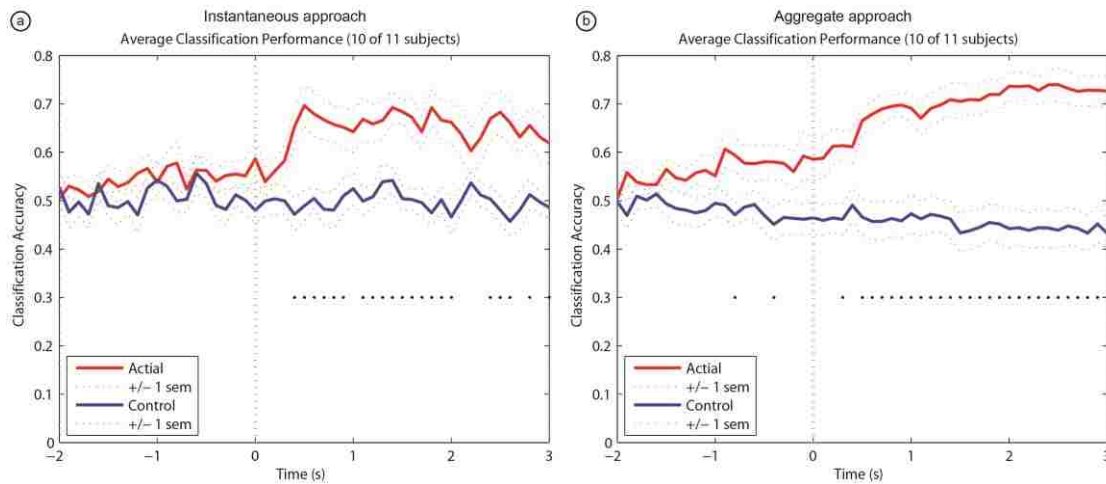 a Instantaneous approach
Average Classification Performance (10 of 11 subjects)
0.8
0.7
0.6
0.5
0.4
0.3
0.2
0.1
0
Classification Accuracy
Actial
+/− 1 sem
Control
+/− 1 sem
−2 −1 0 1 2 3
Time (s)
b Aggregate approach
Average Classification Performance (10 of 11 subjects)
0.8
0.7
0.6
0.5
0.4
0.3
0.2
0.1
0
Classification Accuracy
Actial
+/− 1 sem
Control
+/− 1 sem
−2 −1 0 1 2 3
Time (s)